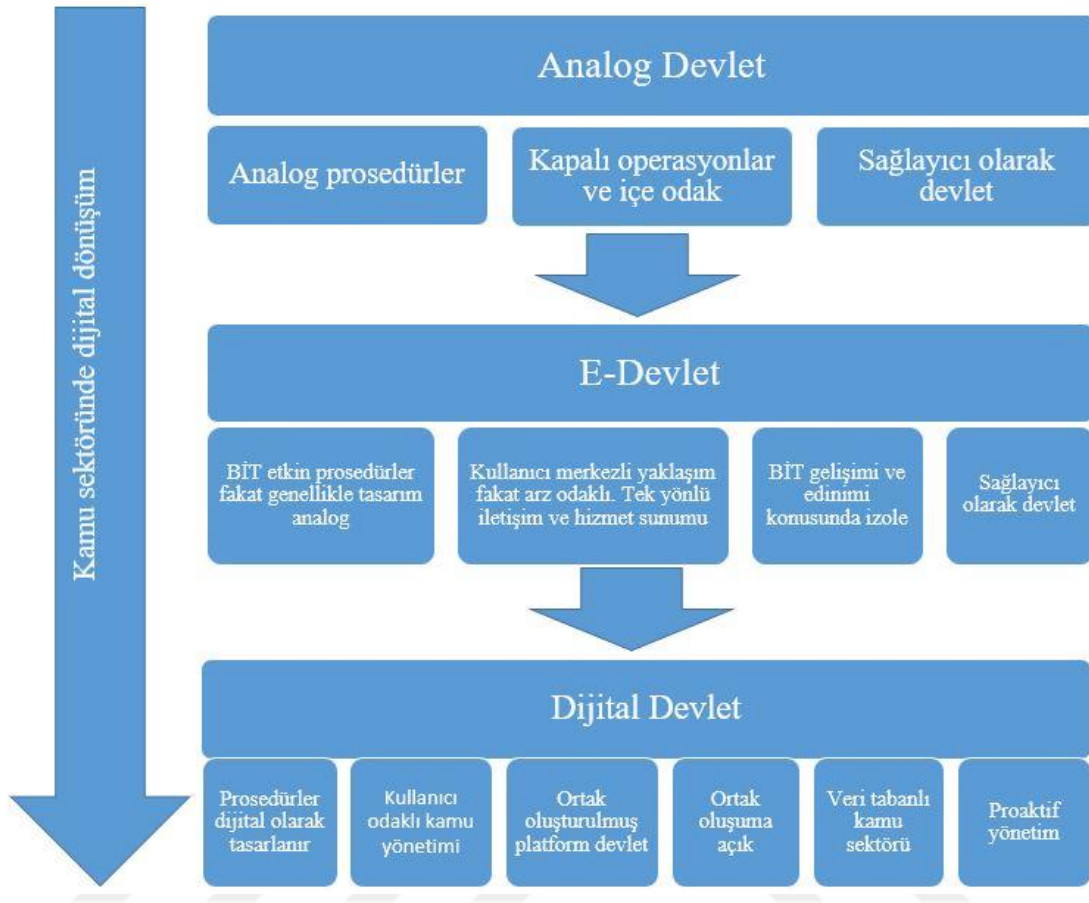 Kamu sektöründe dijital dönüşüm
Analog Devlet
Analog prosedürler
Kapalı operasyonlar
ve içe odak
Sağlayıcı olarak
devlet
E-Devlet
BİT etkin prosedürler
fakat genellikle tasarım
analog
Kullanıcı merkezli yaklaşım
fakat arz odaklı. Tek yönlü
iletişim ve hizmet sunumu
BİT gelişimi ve
edinimi
konusunda izole
Sağlayıcı
olarak devlet
Dijital Devlet
Prosedürler
dijital olarak
tasarlanır
Kullanıcı
odaklı kamu
yönetimi
Ortak
oluşturulmuş
platform devlet
Ortak
oluşuma
açık
Veri tabanlı
kamu
sektörü
Proaktif
yönetim